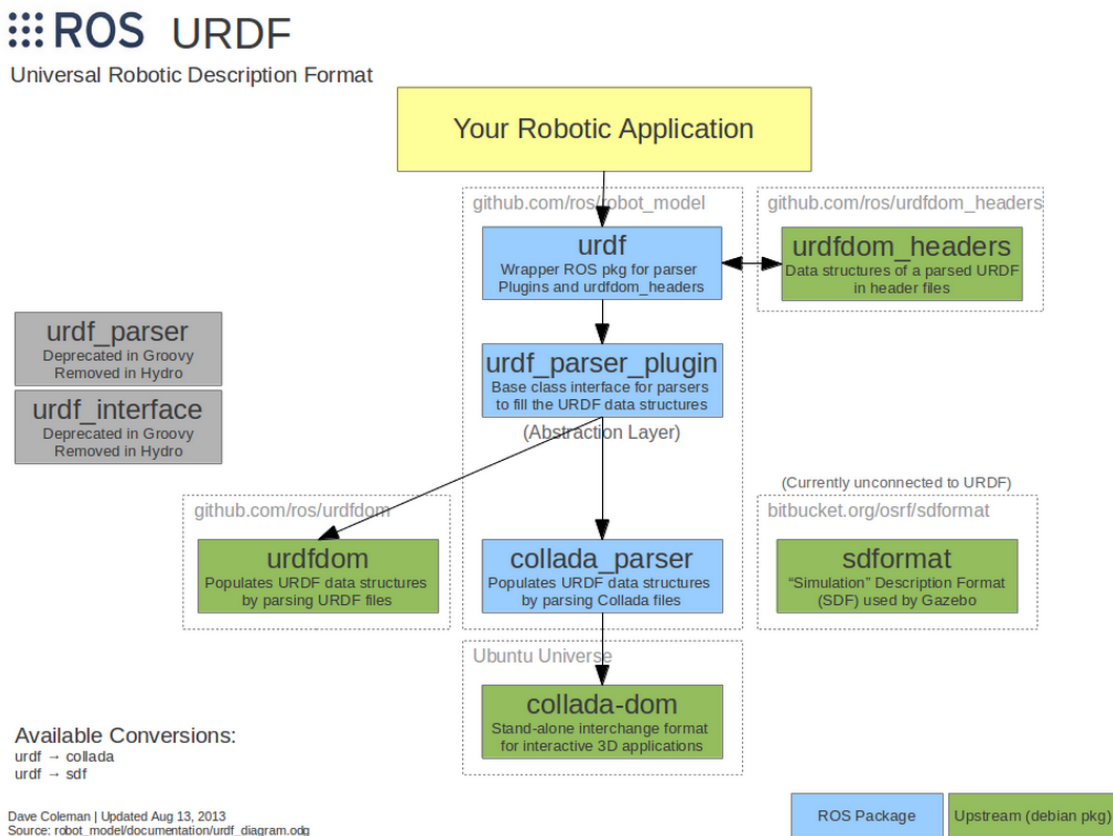 ROS URDF
Universal Robotic Description Format
Your Robotic Application
github.com/ros/robot_model
urdf
Wrapper ROS pkg for parser
Plugins and urdfdom_headers
github.com/ros/urdfdom_headers
urdfdom_headers
Data structures of a parsed URDF
in header files
urdf_parser
Deprecated in Groovy
Removed in Hydro
urdf_interface
Deprecated in Groovy
Removed in Hydro
urdf_parser_plugin
Base class interface for parsers
to fill the URDF data structures
(Abstraction Layer)
github.com/ros/urdfdom
urdfdom
Populates URDF data structures
by parsing URDF files
collada_parser
Populates URDF data structures
by parsing Collada files
(Currently unconnected to URDF)
bitbucket.org/osrf/sdformat
sdformat
“Simulation” Description Format
(SDF) used by Gazebo
Ubuntu Universe
collada-dom
Stand-alone interchange format
for interactive 3D applications
Available Conversions:
urdf → collada
urdf → sdf
Dave Coleman | Updated Aug 13, 2013
Source: robot_model/documentation/urdf_diagram.odg
ROS Package
Upstream (debian pkg)